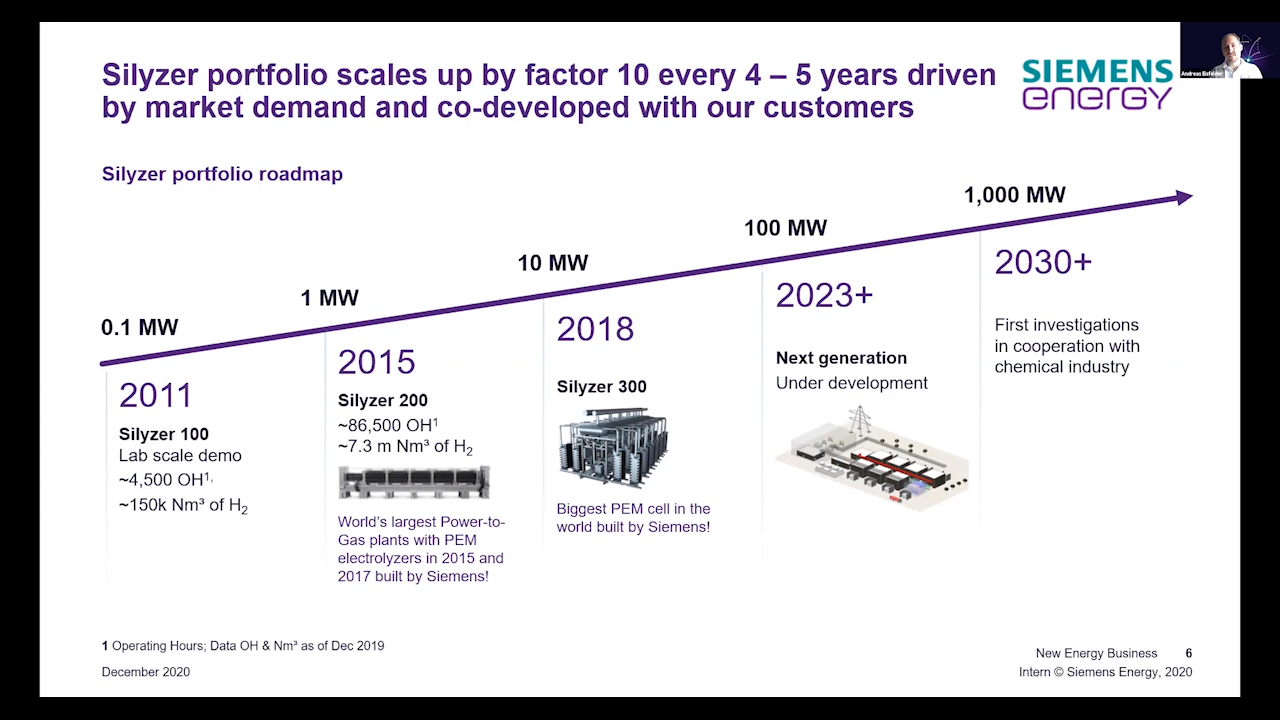 Silyzer portfolio scales up by factor 10 every 4 – 5 years driven
by market demand and co-developed with our customers
SIEMENS
energy
Andreas Eisfelder
Silyzer portfolio roadmap
0.1 MW
1 MW
10 MW
100 MW
1,000 MW
2011
Silyzer 100
Lab scale demo
~4,500 OH¹,
~150k Nm³ of H₂
2015
Silyzer 200
~86,500 OH¹
~7.3 m Nm³ of H₂
World’s largest Power-to-
Gas plants with PEM
electrolyzers in 2015 and
2017 built by Siemens!
2018
Silyzer 300
Biggest PEM cell in the
world built by Siemens!
2023+
Next generation
Under development
2030+
First investigations
in cooperation with
chemical industry
1 Operating Hours; Data OH & Nm³ as of Dec 2019
December 2020
New Energy Business 6
Intern © Siemens Energy, 2020